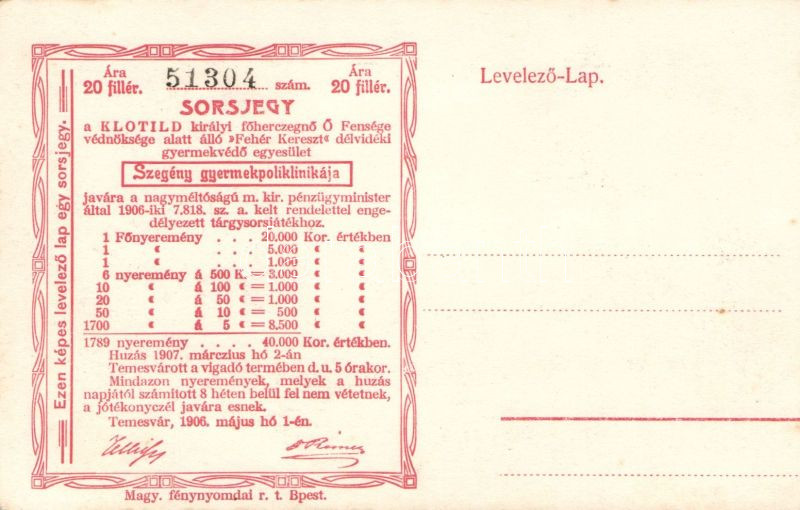 Ára 51304 szám. Ára
20 fillér. 20 fillér.
SORSJEGY
a KLOTILD királyi főherczegnő Ő Fensége
védnöksége alatt álló »Fehér Kereszt« délvidéki
gyermekvédő egyesület
Szegény gyermekpoliklinikája
javára a nagyméltóságú m. kir. pénzügyminister
által 1906-iki 7.818. sz. a. kelt rendelettel enge-
délyezett tárgysorsjátékhoz.
1 Főnyeremény . . . 20.000 Kor. értékben
1 « . . . 5.000 « «
1 « . . . 1.000 « «
6 nyeremény á 500 K. = 3.000 « «
10 « á 100 « = 1.000 « «
20 « á 50 « = 1.000 « «
50 « á 10 « = 500 « «
1700 « á 5 « = 8.500 « «
1789 nyeremény . . 40.000 Kor. értékben.
Huzás 1907. márczius hó 2-án
Temesvárott a vigadó termében d. u. 5 órakor.
Mindazon nyeremények, melyek a huzás
napjától számított 8 héten belül fel nem vétetnek,
a jótékonyczél javára esnek.
Temesvár, 1906. május hó 1-én.
Magy. fénynyomdai r. t. Bpest.
Ezen képes levelező lap egy sorsjegy.
Levelező-Lap.